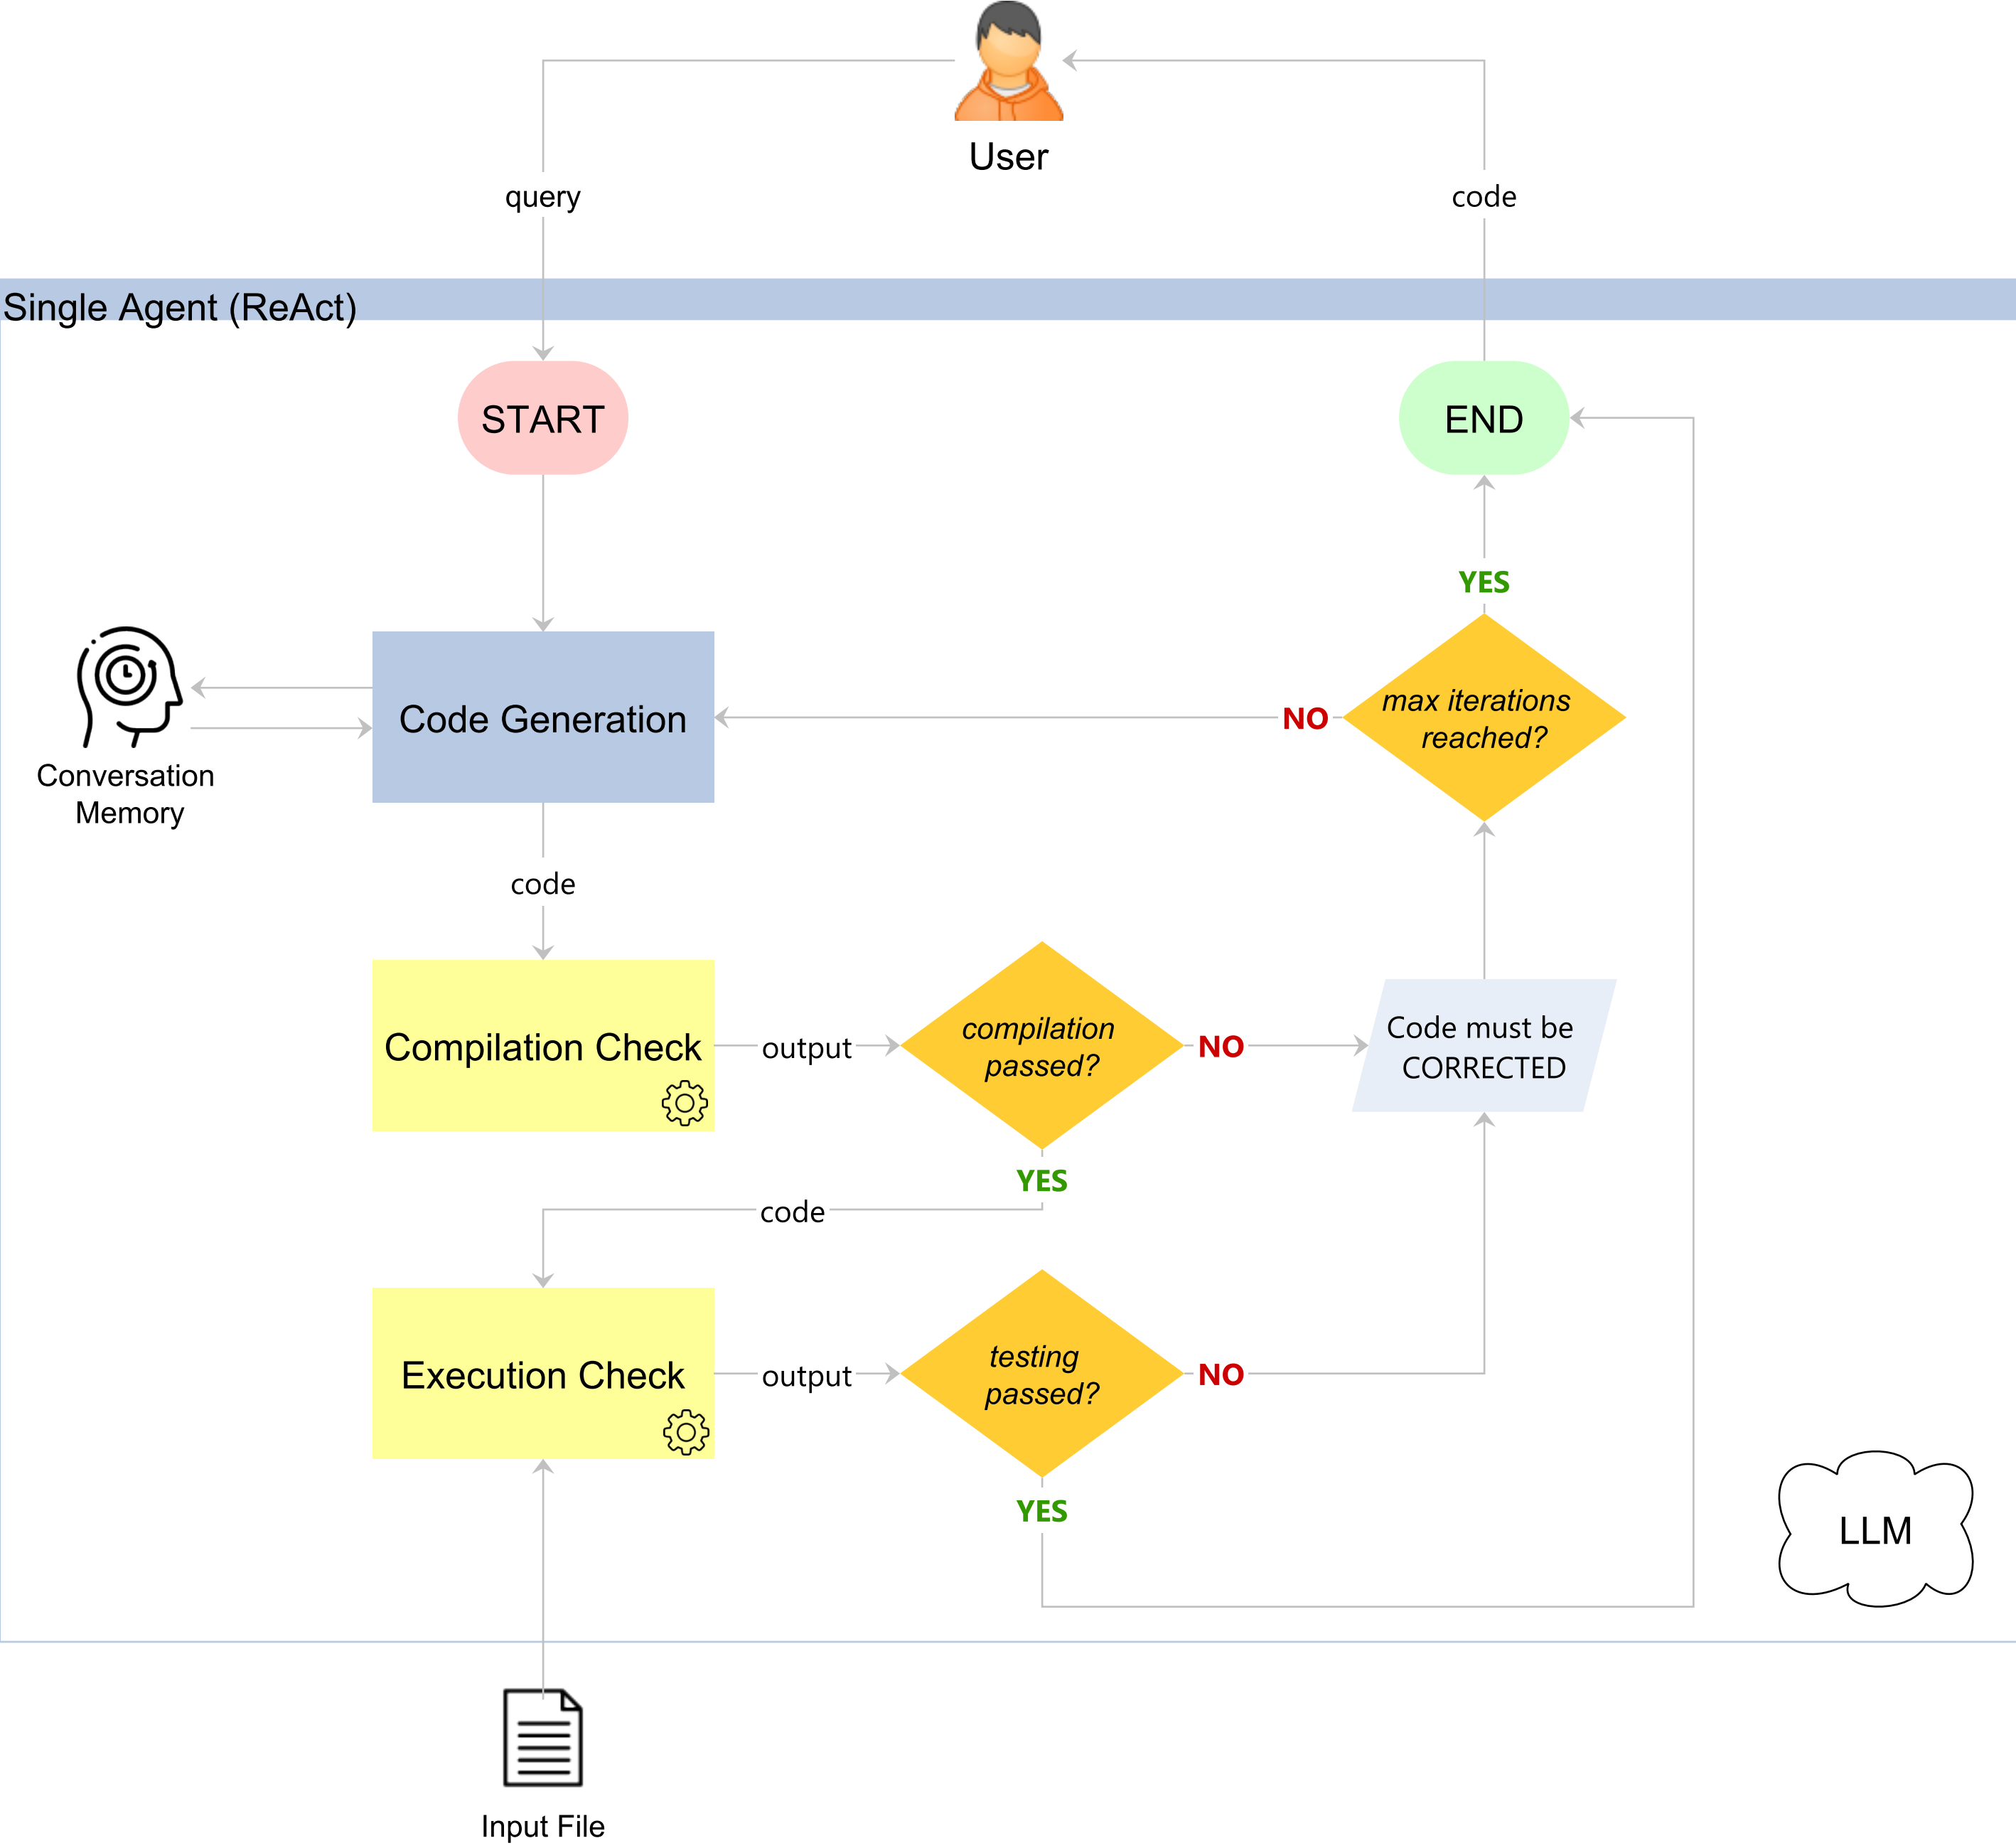 User
query
code
Single Agent (ReAct)
START
END
YES
Code Generation
NO
max iterations
reached?
Conversation
Memory
code
Compilation Check
output
compilation
passed?
NO
Code must be
CORRECTED
YES
code
Execution Check
output
testing
passed?
NO
YES
LLM
Input File